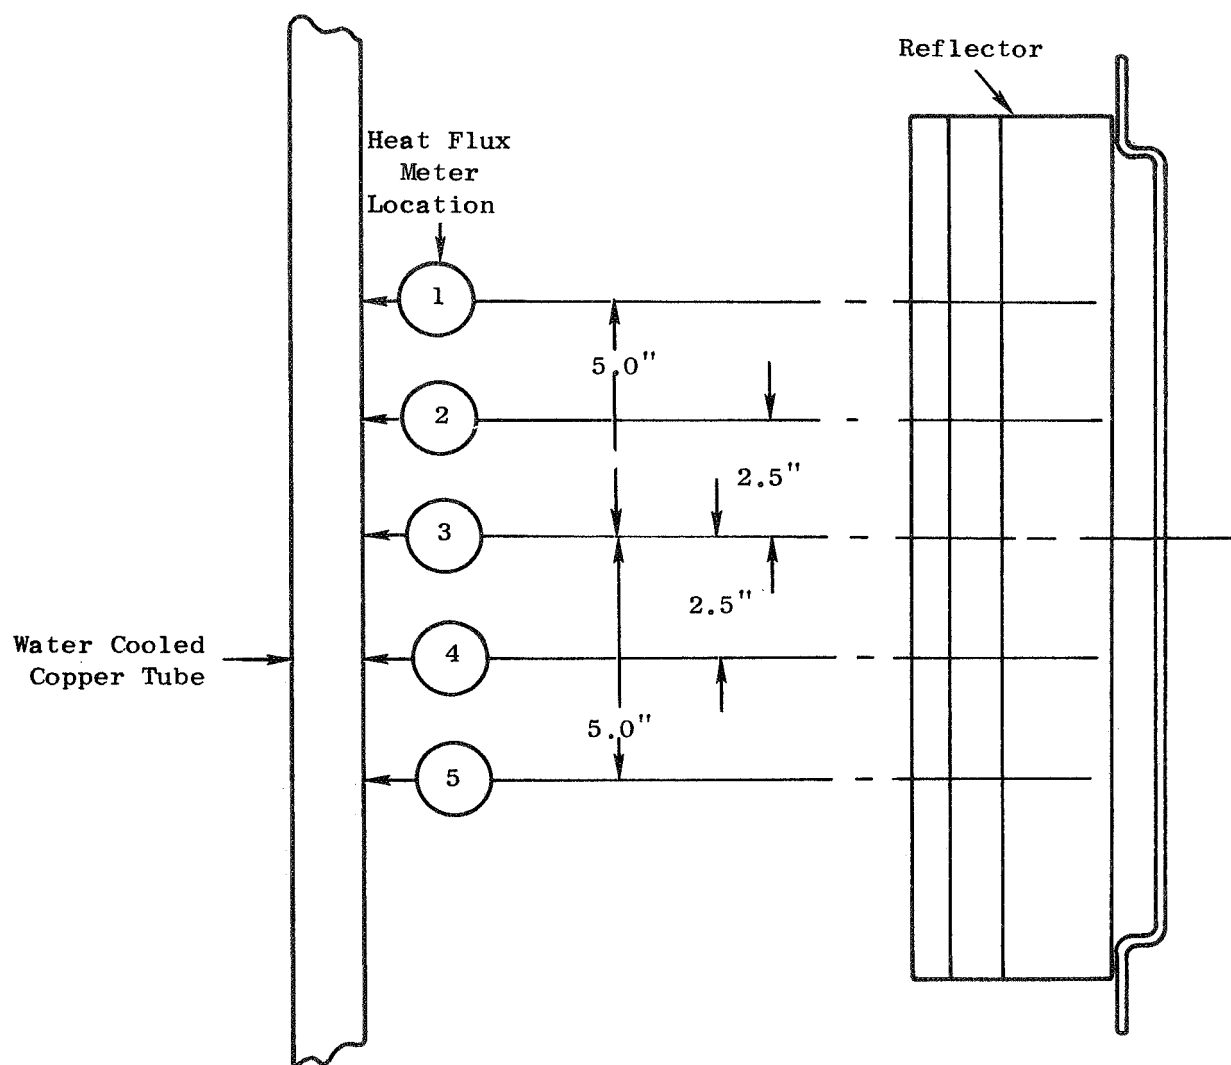 Reflector
Heat Flux
Meter
Location
1
5.0"
2
2.5"
3
2.5"
Water Cooled
Copper Tube
4
5.0"
5